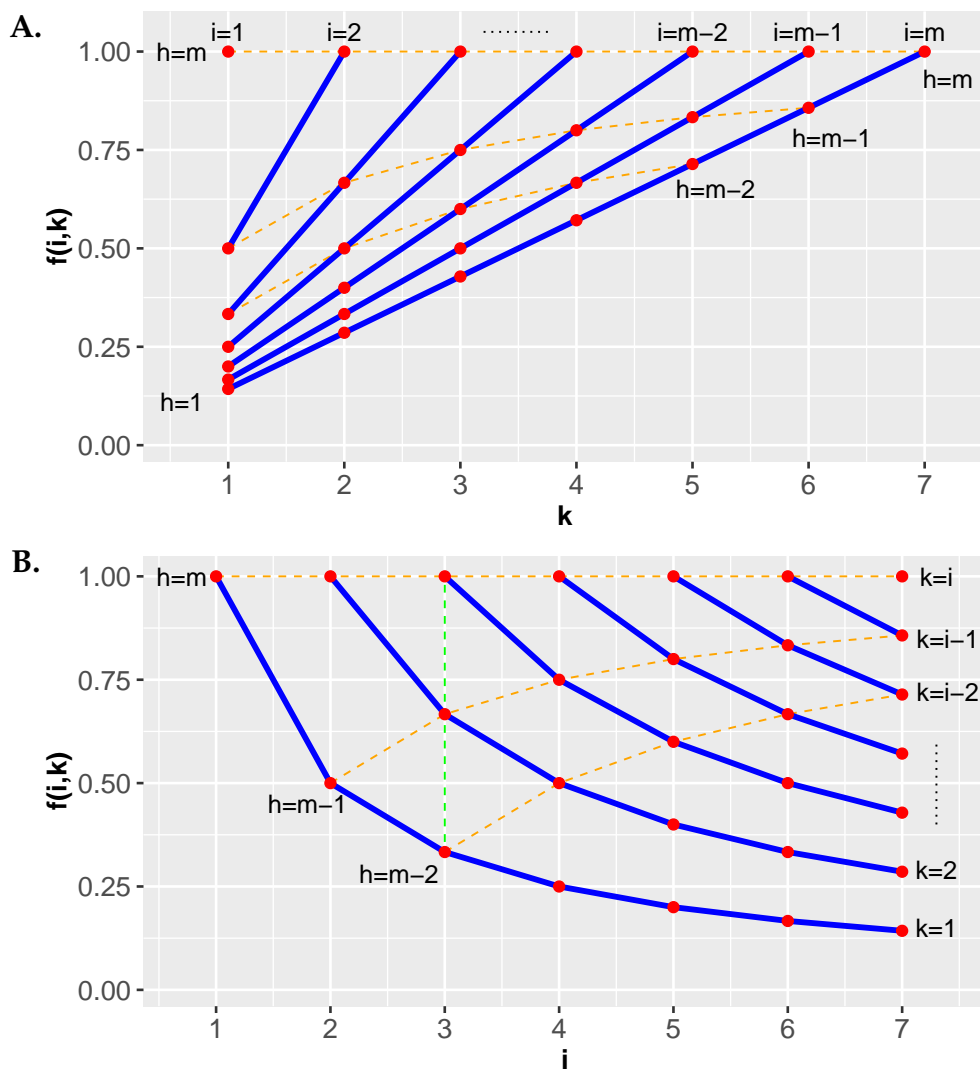 A.
i=1 i=2 ......... i=m−2 i=m−1 i=m
h=m
h=m
h=m−1
h=m−2
h=1
1.00
0.75
0.50
0.25
0.00
f(i,k)
1 2 3 4 5 6 7
k
B.
h=m
k=i
k=i−1
k=i−2
h=m−1
h=m−2
k=2
k=1
1.00
0.75
0.50
0.25
0.00
f(i,k)
1 2 3 4 5 6 7
i